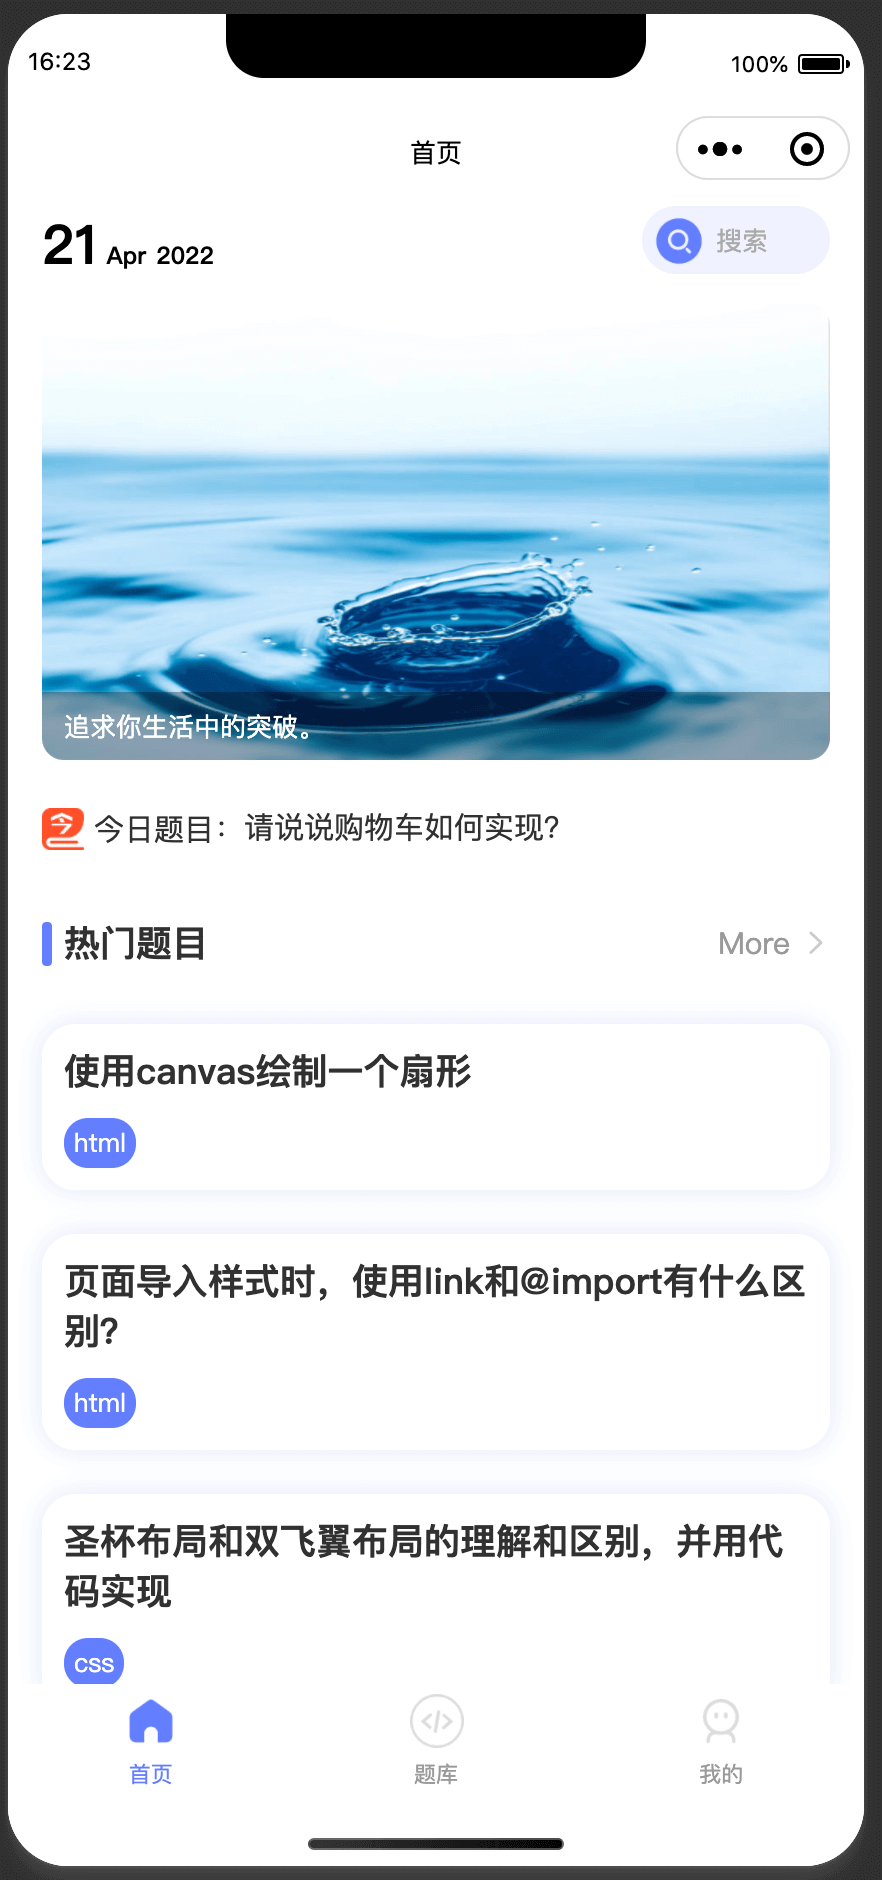 16:23
100%
首页
21 Apr 2022
搜索
追求你生活中的突破。
今
今日题目：请说说购物车如何实现？
热门题目
More
使用canvas绘制一个扇形
html
页面导入样式时，使用link和@import有什么区
别？
html
圣杯布局和双飞翼布局的理解和区别，并用代
码实现
css
首页
题库
我的